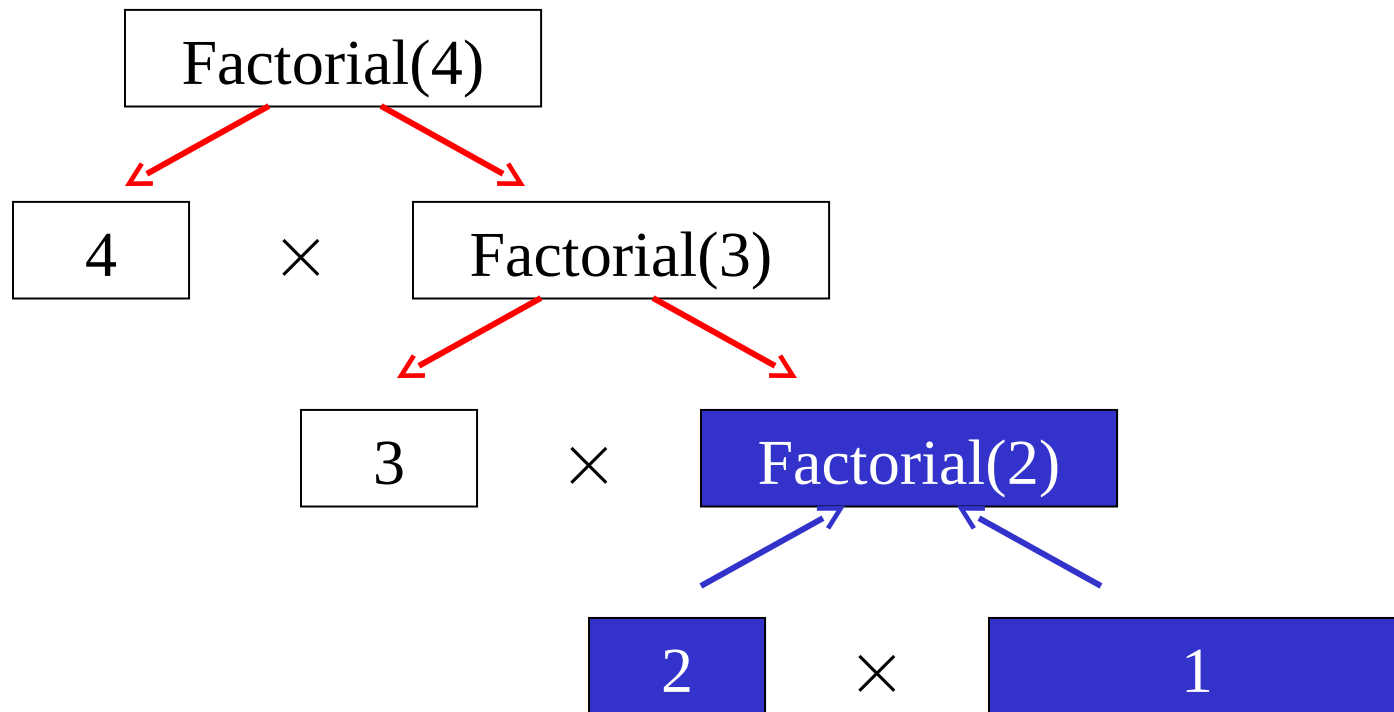 Factorial(4)
4 × Factorial(3)
3 × Factorial(2)
2 × 1